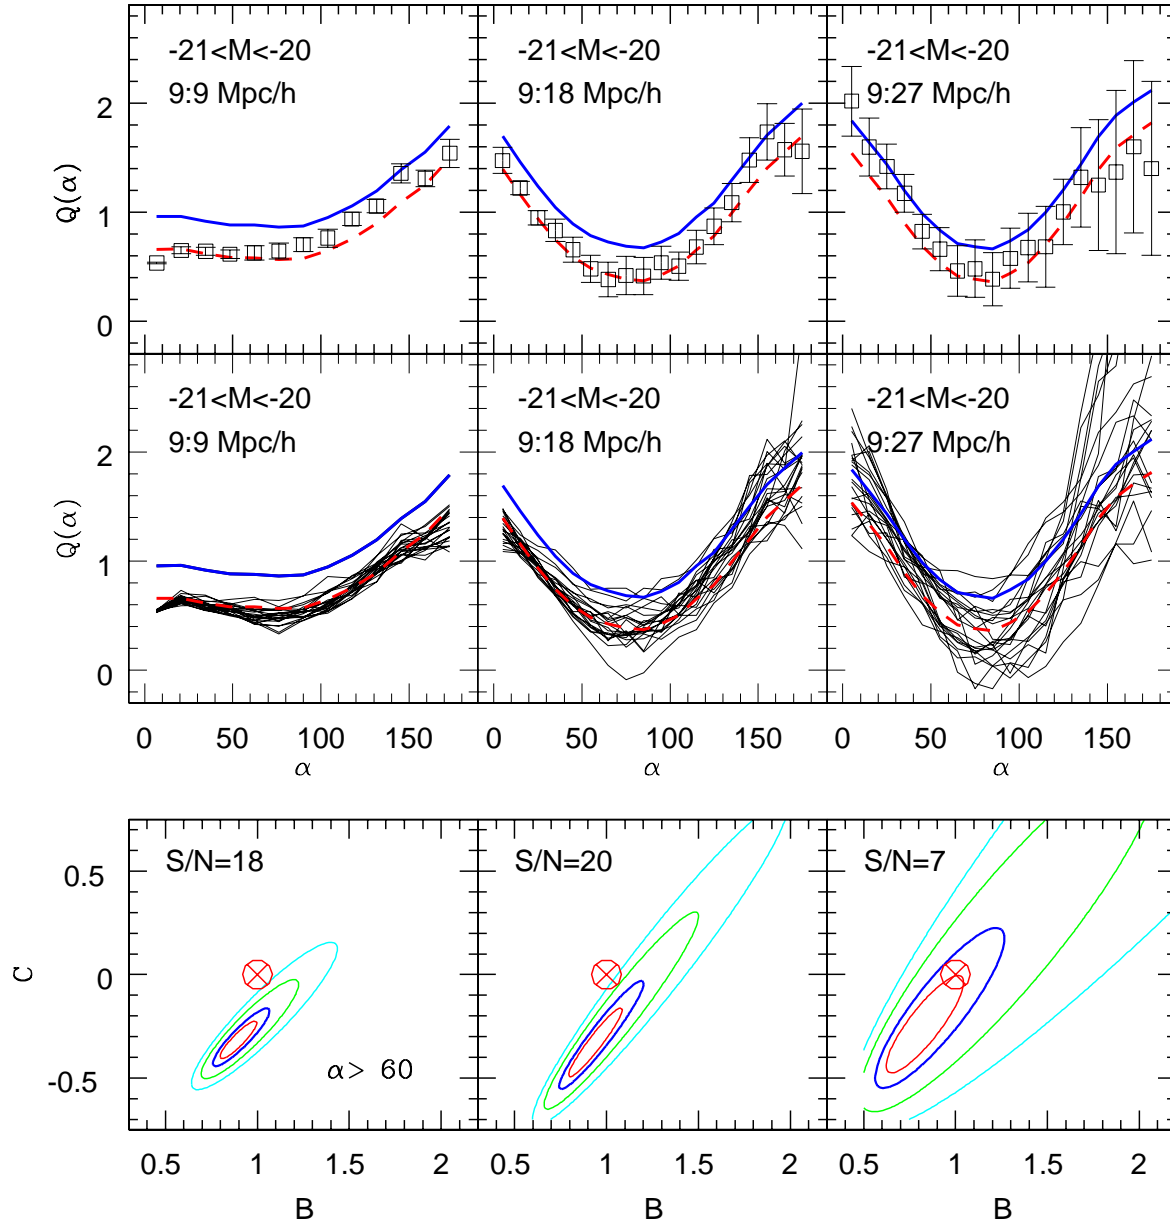 -21<M<-20
9:9 Mpc/h
-21<M<-20
9:18 Mpc/h
-21<M<-20
9:27 Mpc/h
Q(α)
2
1
0
-21<M<-20
9:9 Mpc/h
-21<M<-20
9:18 Mpc/h
-21<M<-20
9:27 Mpc/h
Q(α)
2
1
0
0 50 100 150 0 50 100 150 0 50 100 150
α α α
S/N=18
S/N=20
S/N=7
α> 60
C
0.5
0
-0.5
0.5 1 1.5 0.5 1 1.5 2 0.5 1 1.5 2
B B B